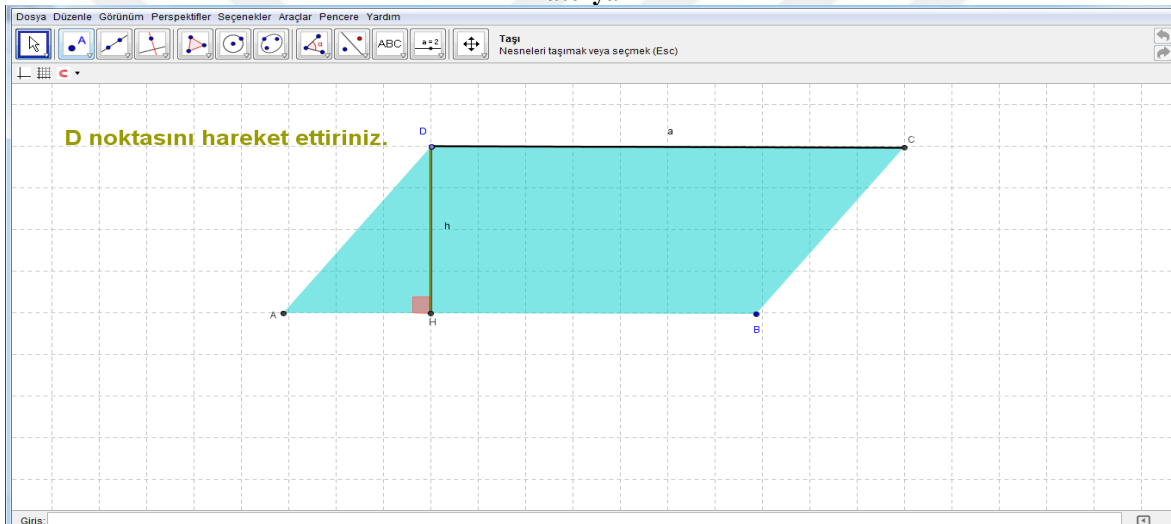 Dosya Düzenle Görünüm Perspektifler Seçenekler Araçlar Pencere Yardım
A
ABC
a=2
α
Taşı
Nesneleri taşımak veya seçmek (Esc)
D noktasını hareket ettiriniz.
D
a
C
h
A
H
B
Giriş: